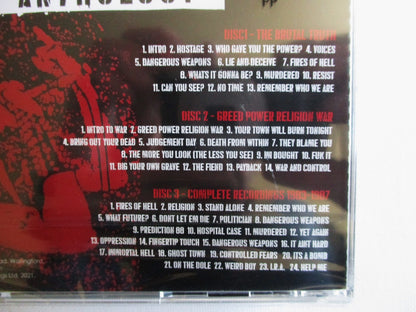 ANTHOLOGY
PP
DISC1 - THE BRUTAL TRUTH
1. INTRO 2. HOSTAGE 3. WHO GAVE YOU THE POWER? 4. VOICES
5. DANGEROUS WEAPONS 6. LIE AND DECEIVE 7. FIRES OF HELL
8. WHATS IT GONNA BE? 9. MURDERED 10. RESIST
11. CAN YOU SEE? 12. NO TIME 13. REMEMBER WHO WE ARE
DISC 2 - GREED POWER RELIGION WAR
1. INTRO TO WAR 2. GREED POWER RELIGION WAR 3. YOUR TOWN WILL BURN TONIGHT
4. BRING OUT YOUR DEAD 5. JUDGEMENT DAY 6. DEATH FROM WITHIN 7. THEY BLAME YOU
8. THE MORE YOU LOOK (THE LESS YOU SEE) 9. IM BOUGHT 10. FUK IT
11. DIG YOUR OWN GRAVE 12. THE FIEND 13. PAYBACK 14. WAR AND CONTROL
DISC 3 - COMPLETE RECORDINGS 1983-1987
1. FIRES OF HELL 2. RELIGION 3. STAND ALONE 4. REMEMBER WHO WE ARE
5. WHAT FUTURE? 6. DONT LET EM DIE 7. POLITICIAN 8. DANGEROUS WEAPONS
9. PREDICTION 80 10. HOSPITAL CASE 11. MURDERED 12. YET AGAIN
13. OPPRESSION 14. FINGERTIP TOUCH 15. DANGEROUS WEAPONS 16. IT AINT HARD
17. IMMORTAL HELL 18. GHOST TOWN 19. CONTROLLED FEARS 20. ITS A BOMB
21. ON THE DOLE 22. WEIRD BOY 23. I.R.A. 24. HELP ME
ad, Wallingford,
ngs Ltd. 2021.